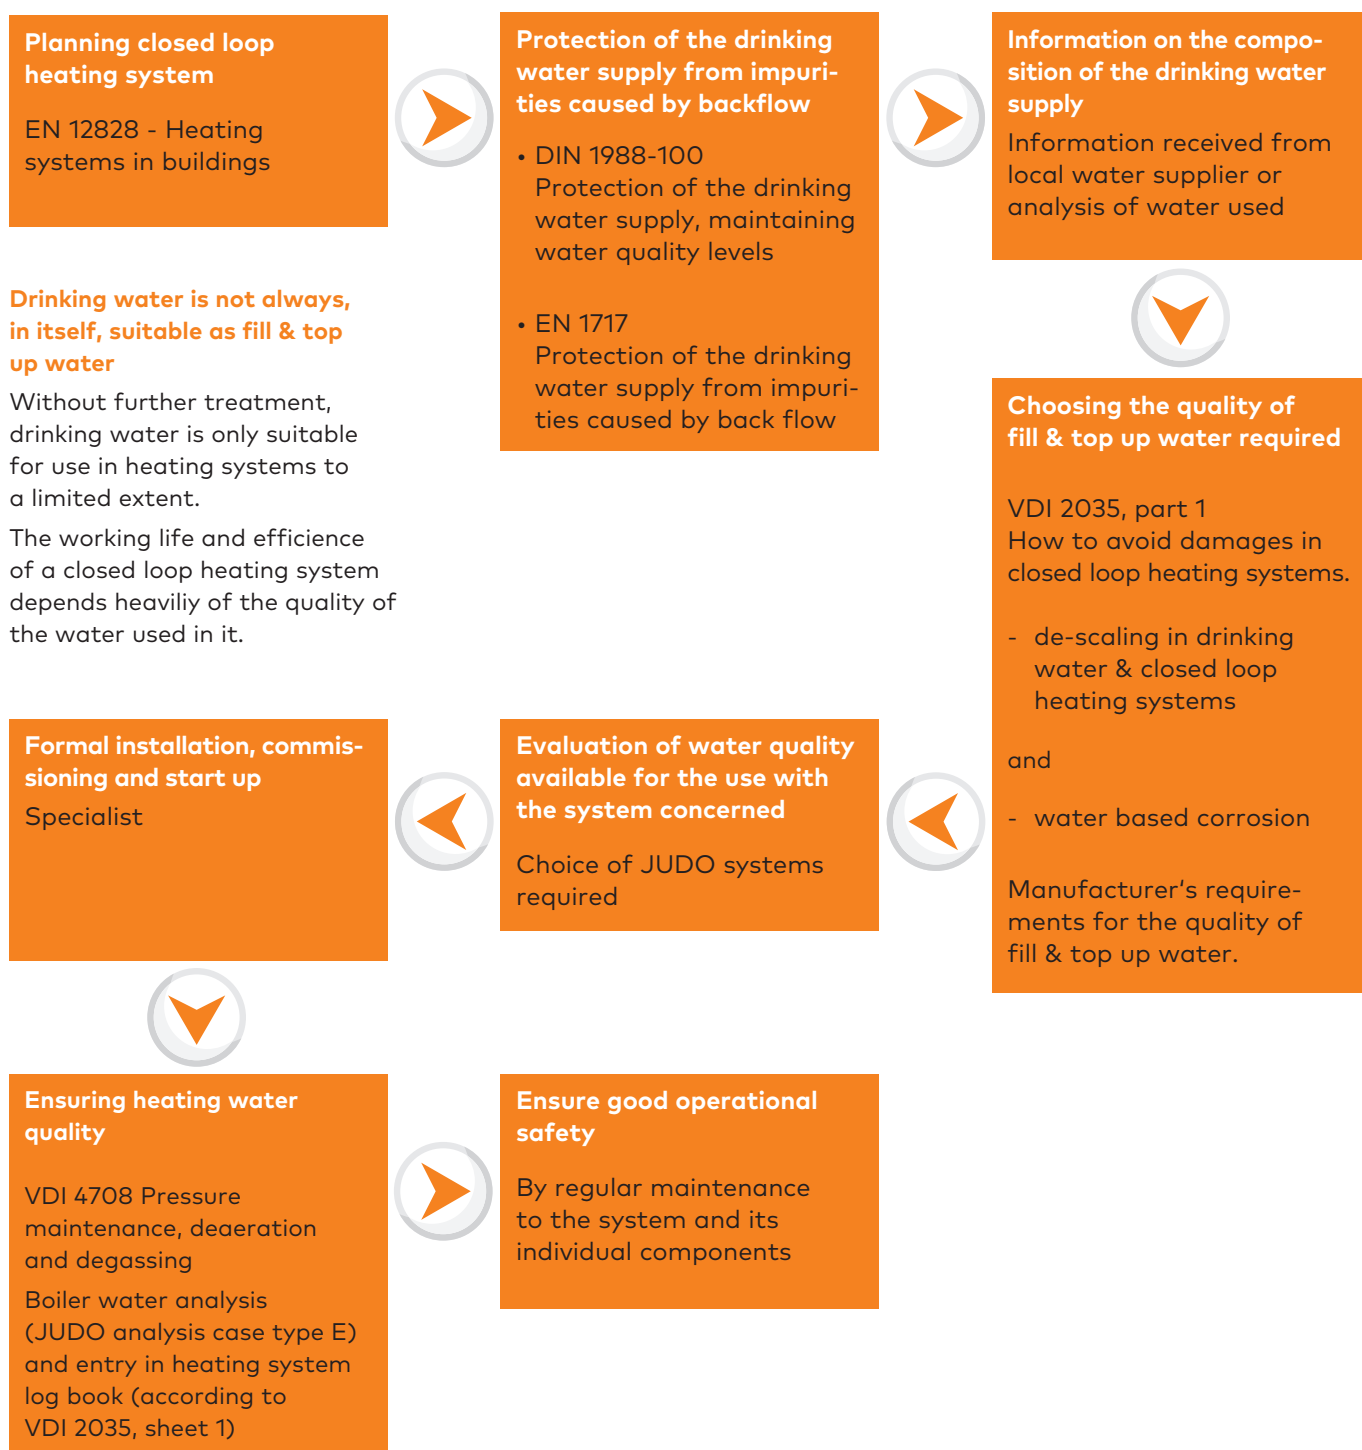 Planning closed loop
heating system
EN 12828 - Heating
systems in buildings
Protection of the drinking
water supply from impuri-
ties caused by backflow
• DIN 1988-100
Protection of the drinking
water supply, maintaining
water quality levels
• EN 1717
Protection of the drinking
water supply from impuri-
ties caused by back flow
Information on the compo-
sition of the drinking water
supply
Information received from
local water supplier or
analysis of water used
Drinking water is not always,
in itself, suitable as fill & top
up water
Without further treatment,
drinking water is only suitable
for use in heating systems to
a limited extent.
The working life and efficience
of a closed loop heating system
depends heaviliy of the quality of
the water used in it.
Choosing the quality of
fill & top up water required
VDI 2035, part 1
How to avoid damages in
closed loop heating systems.
- de-scaling in drinking
water & closed loop
heating systems
and
- water based corrosion
Manufacturer's require-
ments for the quality of
fill & top up water.
Evaluation of water quality
available for the use with
the system concerned
Choice of JUDO systems
required
Formal installation, commis-
sioning and start up
Specialist
Ensuring heating water
quality
VDI 4708 Pressure
maintenance, deaeration
and degassing
Boiler water analysis
(JUDO analysis case type E)
and entry in heating system
log book (according to
VDI 2035, sheet 1)
Ensure good operational
safety
By regular maintenance
to the system and its
individual components